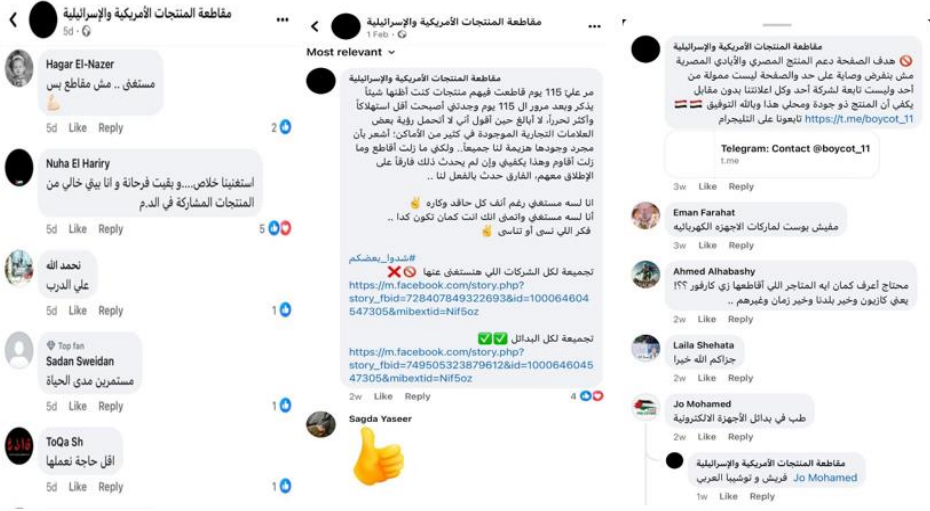 مقاطعة المنتجات الأمريكية والإسرائيلية
5d
Hagar El-Nazer
مستغني .. مش مقاطع بس
5d Like Reply
2
Nuha El Hariry
استغنينا خلاص....و بقيت فرحانة و انا بيتي خالي من
المنتجات المشاركة في الد.م
5d Like Reply
5
نحمد الله
علي الدرب
5d Like Reply
1
Top fan
Sadan Sweidan
مستمرين مدى الحياة
5d Like Reply
1
ToQa Sh
اقل حاجة نعملها
5d Like Reply
1
مقاطعة المنتجات الأمريكية والإسرائيلية
1 Feb
Most relevant
مقاطعة المنتجات الأمريكية والإسرائيلية
مر عليّ 115 يوم قاطعت فيهم منتجات كنت أظنها شيئاً
يذكر وبعد مرور ال 115 يوم وجدتني أصبحت أقل استهلاكاً
وأكثر تحرراً، لا أبالغ حين أقول أني لا أتحمل رؤية بعض
العلامات التجارية الموجودة في كثير من الأماكن؛ أشعر بأن
مجرد وجودها هزيمة لنا جميعاً.. ولكني ما زلت أقاطع وما
زلت أقاوم وهذا يكفيني وإن لم يحدث ذلك فارقاً على
الإطلاق معهم، الفارق حدث بالفعل لنا ..
انا لسه مستغني رغم أنف كل حاقد وكاره ✌
أنا لسه مستغني واتمنى انك انت كمان تكون كدا ..
فكر اللي نسى أو تناسى ✌
#شدوا_بعضكم
تجميعة لكل الشركات اللي هنستغنى عنها 🚫❌
https://m.facebook.com/story.php?
story_fbid=728407849322693&id=100064604
547305&mibextid=Nif5oz
تجميعة لكل البدائل ✅✅
https://m.facebook.com/story.php?
story_fbid=749505323879612&id=1000646045
47305&mibextid=Nif5oz
2w Like Reply
4
Sagda Yaseer
مقاطعة المنتجات الأمريكية والإسرائيلية
🚫 هدف الصفحة دعم المنتج المصري والأيادي المصرية
مش بنفرض وصاية على حد والصفحة ليست ممولة من
أحد وليست تابعة لشركة أحد وكل اعلانتنا بدون مقابل
يكفي أن المنتج ذو جودة ومحلي هذا وبالله التوفيق 🇪🇬 🇪🇬
https://t.me/boycot_11 تابعونا على التليجرام
Telegram: Contact @boycot_11
t.me
3w Like Reply
Eman Farahat
مفيش بوست لماركات الاجهزه الكهربائيه
3w Like Reply
Ahmed Alhabashy
محتاج أعرف كمان ايه المتاجر اللي أقاطعها زي كارفور ؟؟!
يعني كازيون وخير بلدنا وخير زمان وغيرهم ..
2w Like Reply
Laila Shehata
جزاكم الله خيرا
2w Like Reply
Jo Mohamed
طب في بدائل الأجهزة الالكترونية
2w Like Reply
مقاطعة المنتجات الأمريكية والإسرائيلية
Jo Mohamed فريش و توشيبا العربي
1w Like Reply